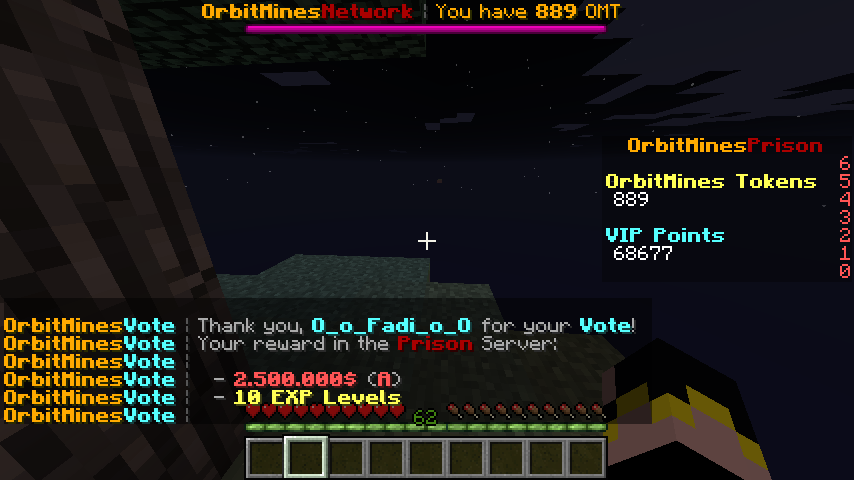 OrbitMinesNetwork | You have 889 OMT
OrbitMinesPrison
6
OrbitMines Tokens 5
889 4
3
VIP Points 2
68677 1
0
OrbitMinesVote | Thank you, O_o_Fadi_o_O for your Vote!
OrbitMinesVote | Your reward in the Prison Server:
OrbitMinesVote |
OrbitMinesVote | - 2.500.000$ (A)
OrbitMinesVote | - 10 EXP Levels
OrbitMinesVote |
62